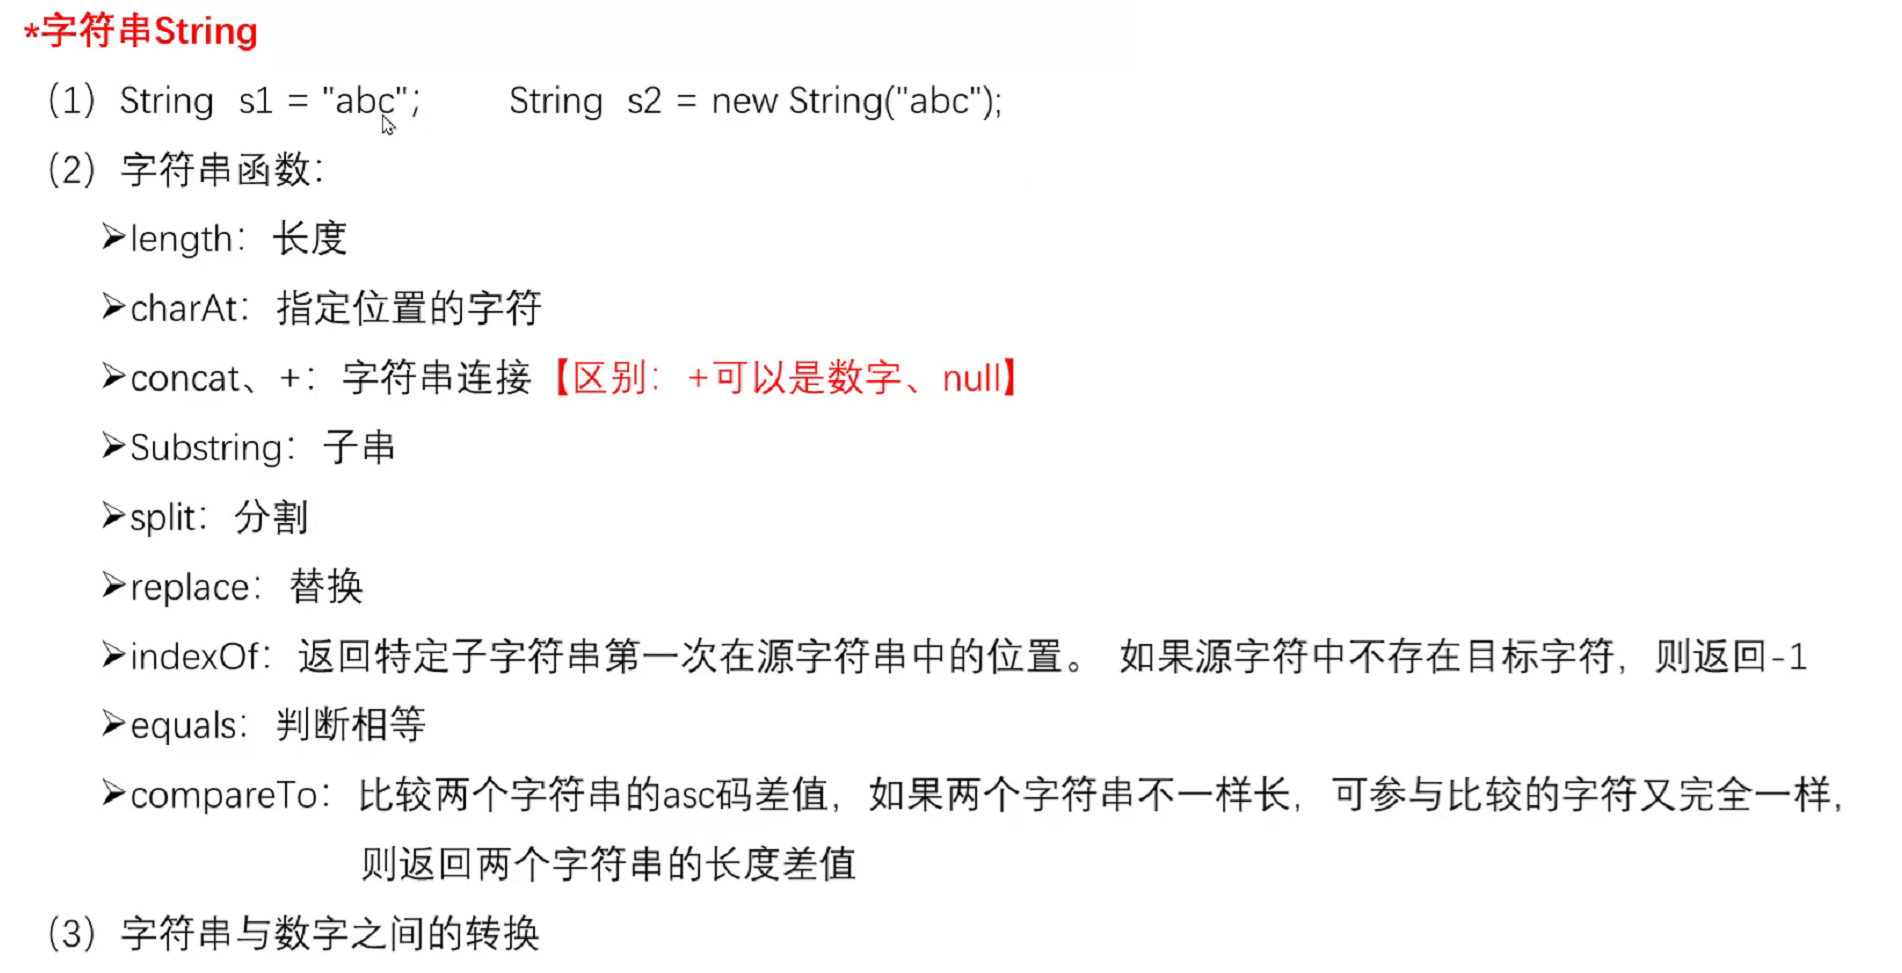 *字符串String
（1）String  s1 = "abc";    String  s2 = new String("abc");
（2）字符串函数：
➢length：长度
➢charAt：指定位置的字符
➢concat、+：字符串连接【区别：+可以是数字、null】
➢Substring：子串
➢split：分割
➢replace：替换
➢indexOf：返回特定子字符串第一次在源字符串中的位置。 如果源字符中不存在目标字符，则返回-1
➢equals：判断相等
➢compareTo：比较两个字符串的asc码差值，如果两个字符串不一样长，可参与比较的字符又完全一样，
则返回两个字符串的长度差值
（3）字符串与数字之间的转换